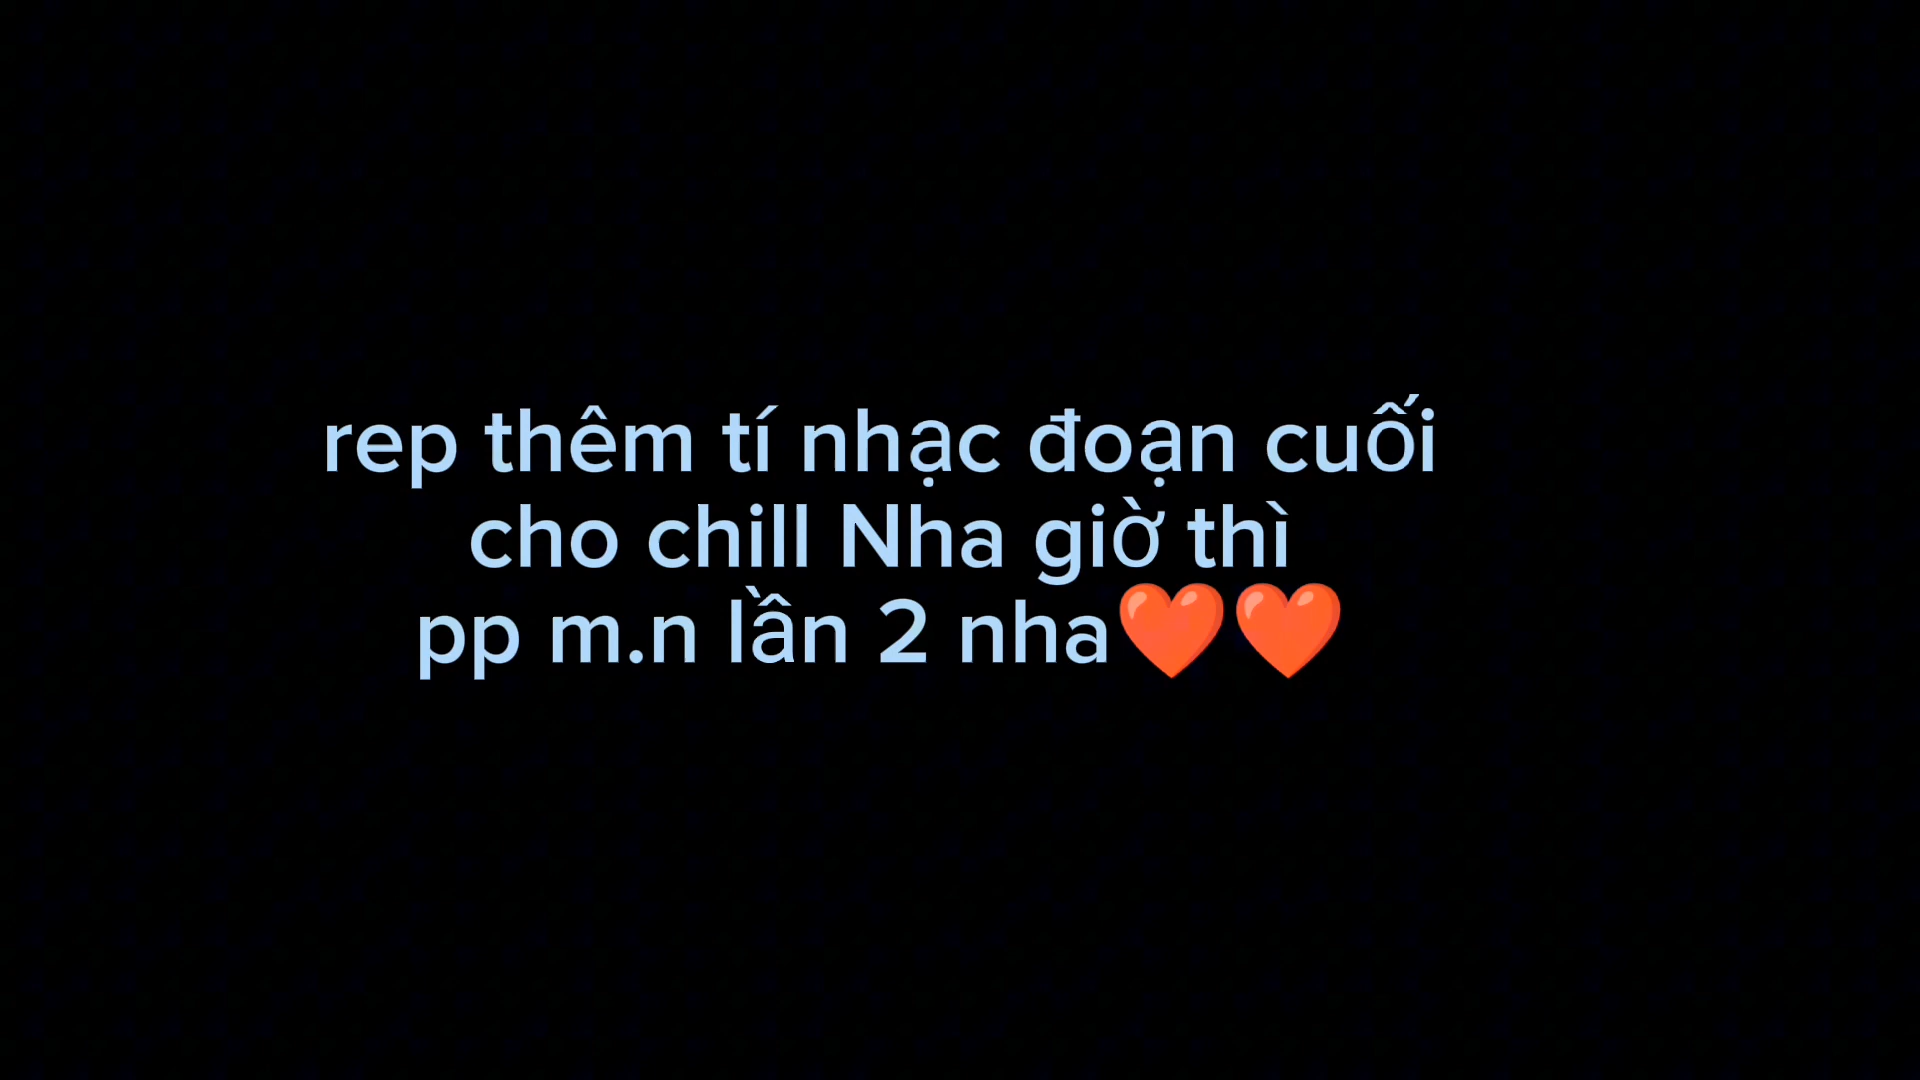 rep thêm tí nhạc đoạn cuối
cho chill Nha giờ thì
pp m.n lần 2 nha❤️❤️